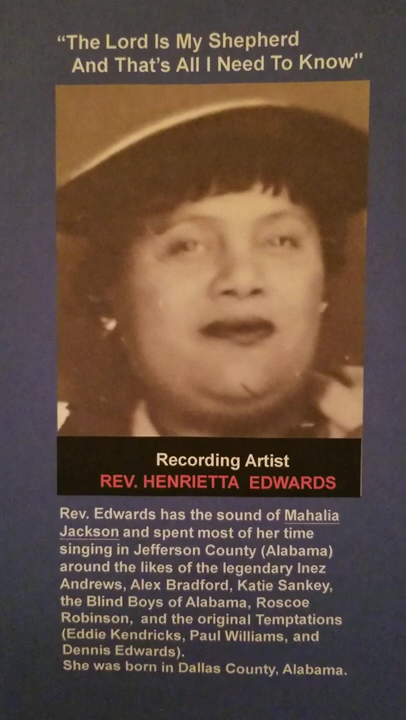 “The Lord Is My Shepherd
And That's All I Need To Know"
Recording Artist
REV. HENRIETTA EDWARDS
Rev. Edwards has the sound of Mahalia
Jackson and spent most of her time
singing in Jefferson County (Alabama)
around the likes of the legendary Inez
Andrews, Alex Bradford, Katie Sankey,
the Blind Boys of Alabama, Roscoe
Robinson, and the original Temptations
(Eddie Kendricks, Paul Williams, and
Dennis Edwards).
She was born in Dallas County, Alabama.